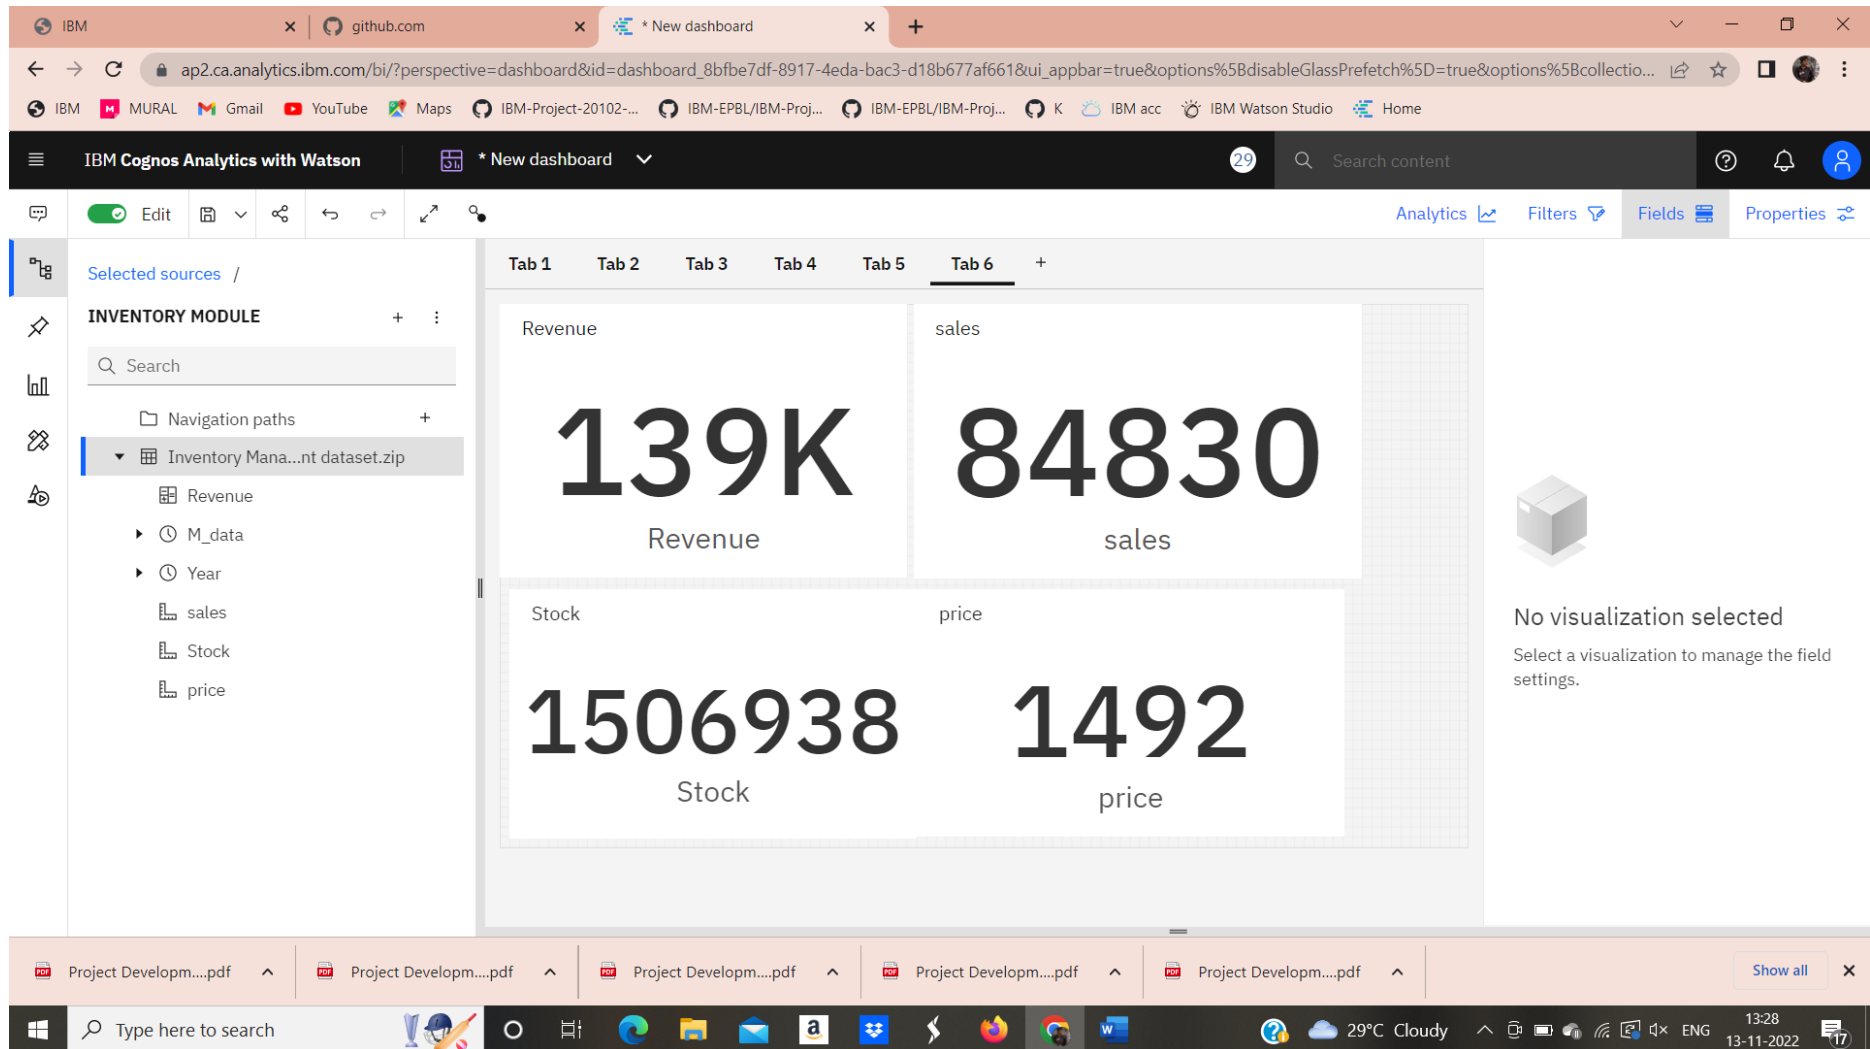 IBM
github.com
* New dashboard
ap2.ca.analytics.ibm.com/bi/?perspective=dashboard&id=dashboard_8bfbe7df-8917-4eda-bac3-d18b677af661&ui_appbar=true&options%5BdisableGlassPrefetch%5D=true&options%5Bcollectio...
IBM MURAL Gmail YouTube Maps IBM-Project-20102-... IBM-EPBL/IBM-Proj... IBM-EPBL/IBM-Proj... K IBM acc IBM Watson Studio Home
IBM Cognos Analytics with Watson
* New dashboard
29
Search content
Edit
Analytics
Filters
Fields
Properties
Selected sources /
INVENTORY MODULE
Search
Navigation paths
Inventory Mana...nt dataset.zip
Revenue
M_data
Year
sales
Stock
price
Tab 1 Tab 2 Tab 3 Tab 4 Tab 5 Tab 6 +
Revenue
139K
Revenue
sales
84830
sales
Stock
1506938
Stock
price
1492
price
No visualization selected
Select a visualization to manage the field
settings.
Project Developm....pdf
Project Developm....pdf
Project Developm....pdf
Project Developm....pdf
Project Developm....pdf
Show all
Type here to search
29°C Cloudy
ENG
13:28
13-11-2022
17